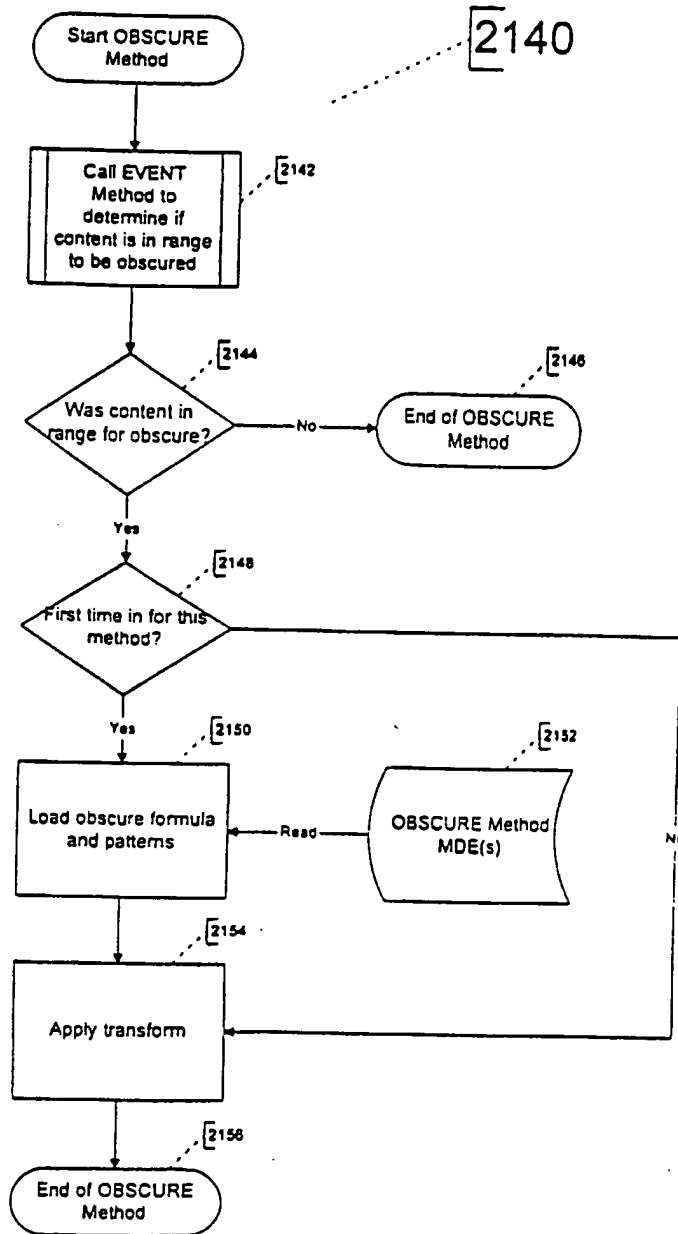 Start OBSCURE
Method
2140
Call EVENT
Method to
determine if
content is in range
to be obscured
2142
2144
Was content in
range for obscure?
No
2146
End of OBSCURE
Method
Yes
2148
First time in for this
method?
Yes
2150
Load obscure formula
and patterns
Read
2152
OBSCURE Method
MDE(s)
No
2154
Apply transform
2156
End of OBSCURE
Method